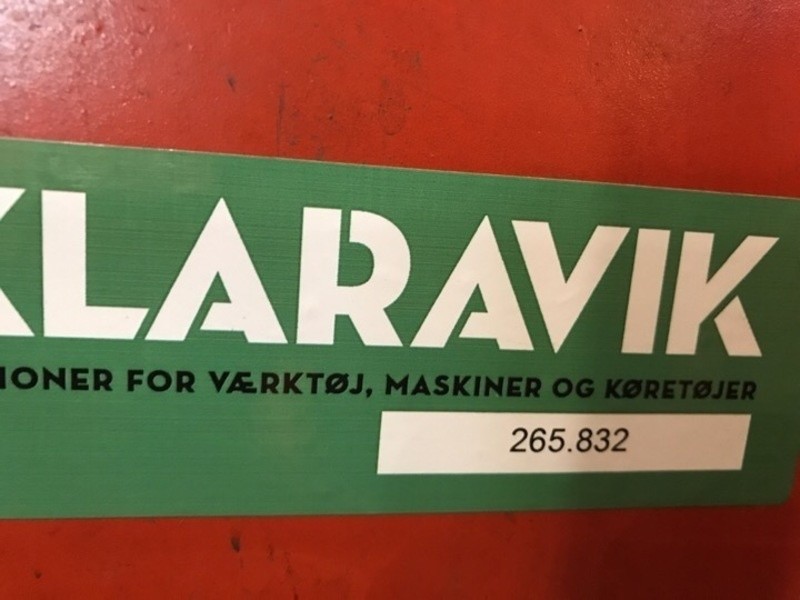 KLARAVIK
IONER FOR VÆRKTØJ, MASKINER OG KØRETØJER
265.832